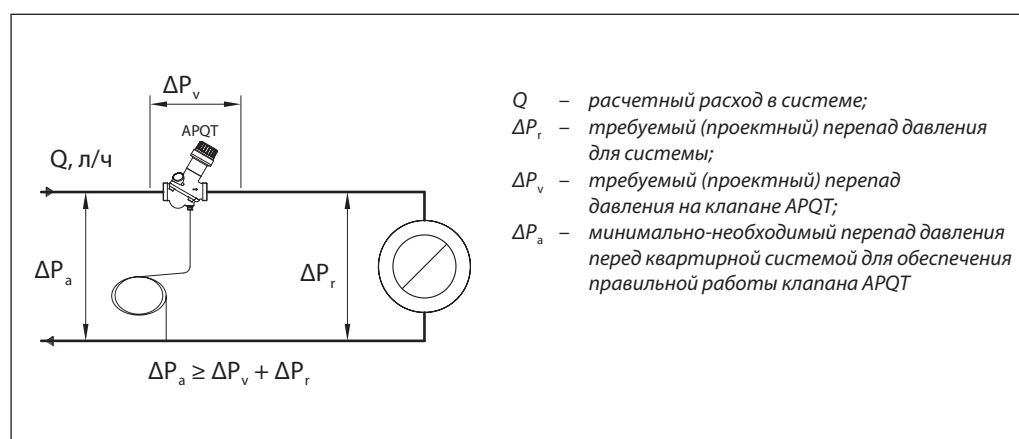 ΔPv
APQT
Q, л/ч
ΔPa
ΔPr
ΔPa ≥ ΔPv + ΔPr
Q – расчетный расход в системе;
ΔPr – требуемый (проектный) перепад давления
для системы;
ΔPv – требуемый (проектный) перепад
давления на клапане APQT;
ΔPa – минимально-необходимый перепад давления
перед квартирной системой для обеспечения
правильной работы клапана APQT